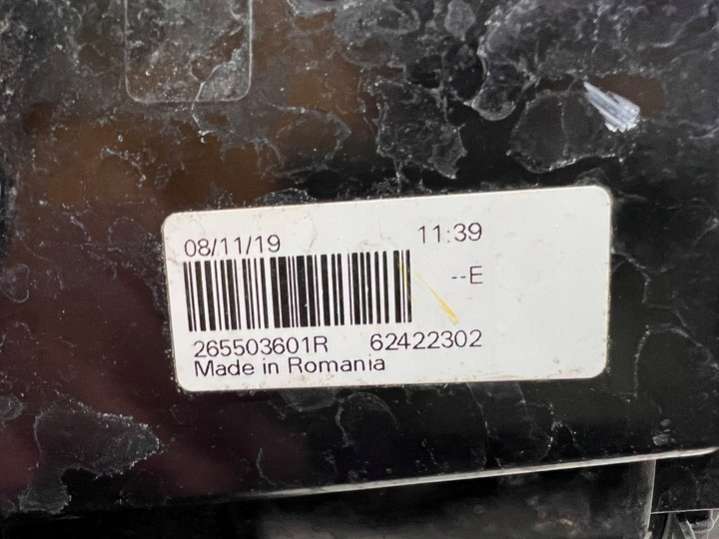 08/11/19 11:39
--E
265503601R 62422302
Made in Romania